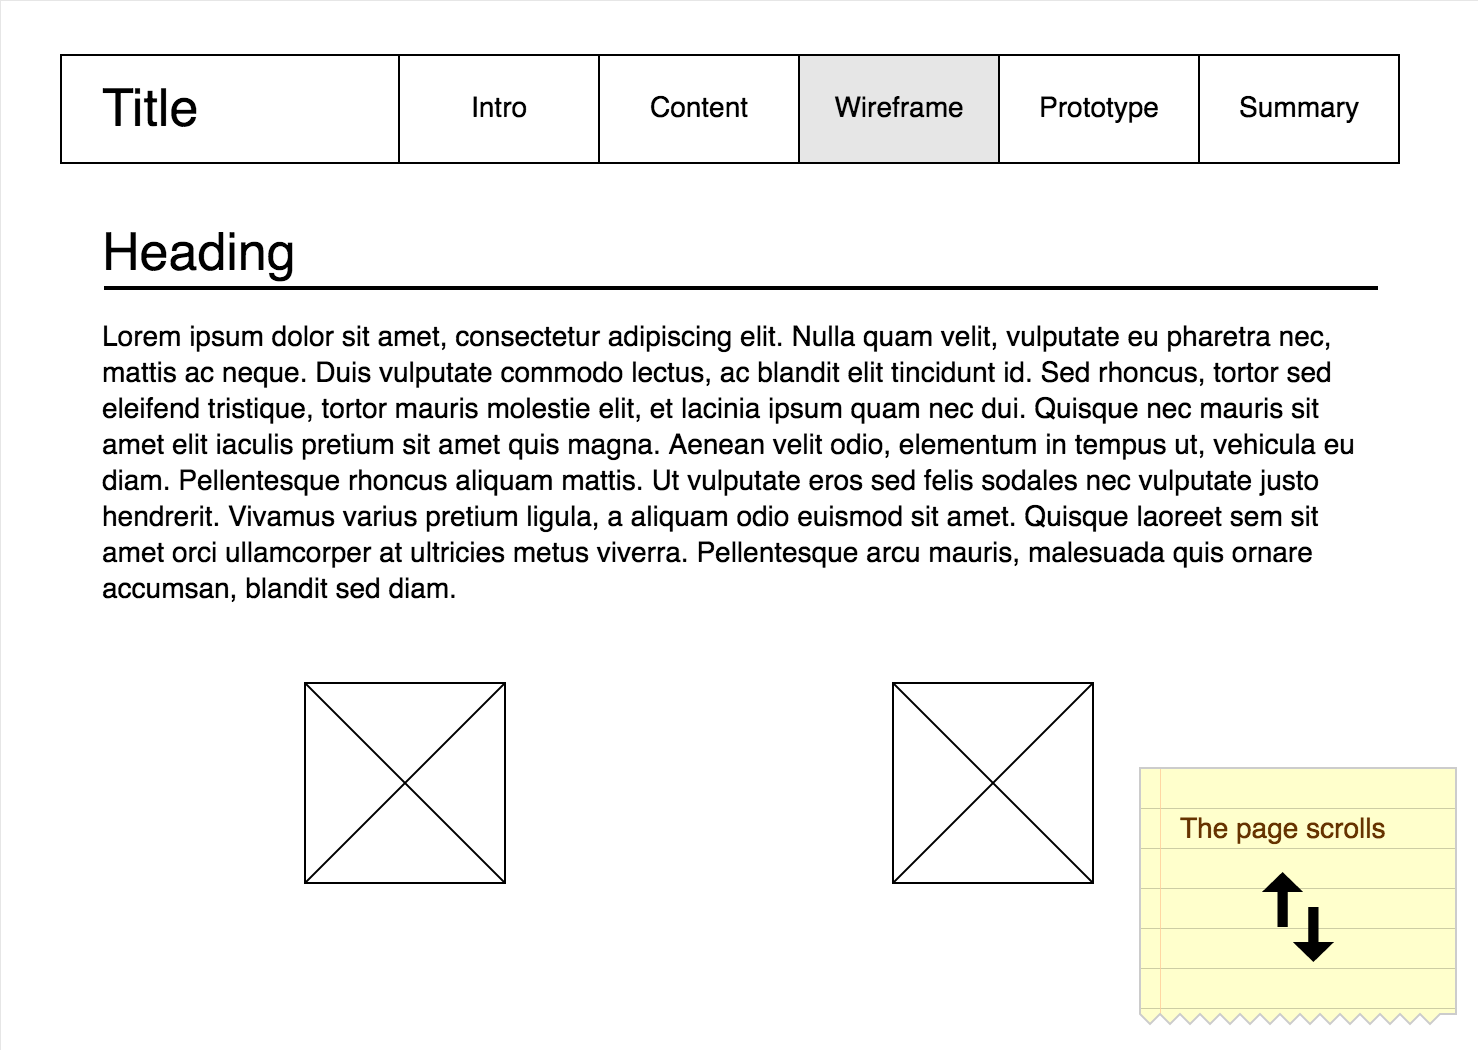 Title
Intro
Content
Wireframe
Prototype
Summary
Heading
Lorem ipsum dolor sit amet, consectetur adipiscing elit. Nulla quam velit, vulputate eu pharetra nec,
mattis ac neque. Duis vulputate commodo lectus, ac blandit elit tincidunt id. Sed rhoncus, tortor sed
eleifend tristique, tortor mauris molestie elit, et lacinia ipsum quam nec dui. Quisque nec mauris sit
amet elit iaculis pretium sit amet quis magna. Aenean velit odio, elementum in tempus ut, vehicula eu
diam. Pellentesque rhoncus aliquam mattis. Ut vulputate eros sed felis sodales nec vulputate justo
hendrerit. Vivamus varius pretium ligula, a aliquam odio euismod sit amet. Quisque laoreet sem sit
amet orci ullamcorper at ultricies metus viverra. Pellentesque arcu mauris, malesuada quis ornare
accumsan, blandit sed diam.
The page scrolls